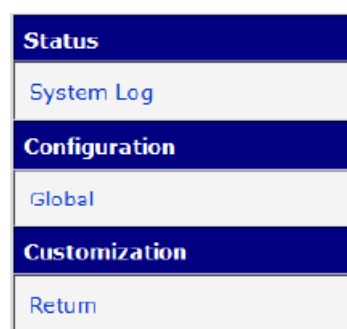 Status
System Log
Configuration
Global
Customization
Return